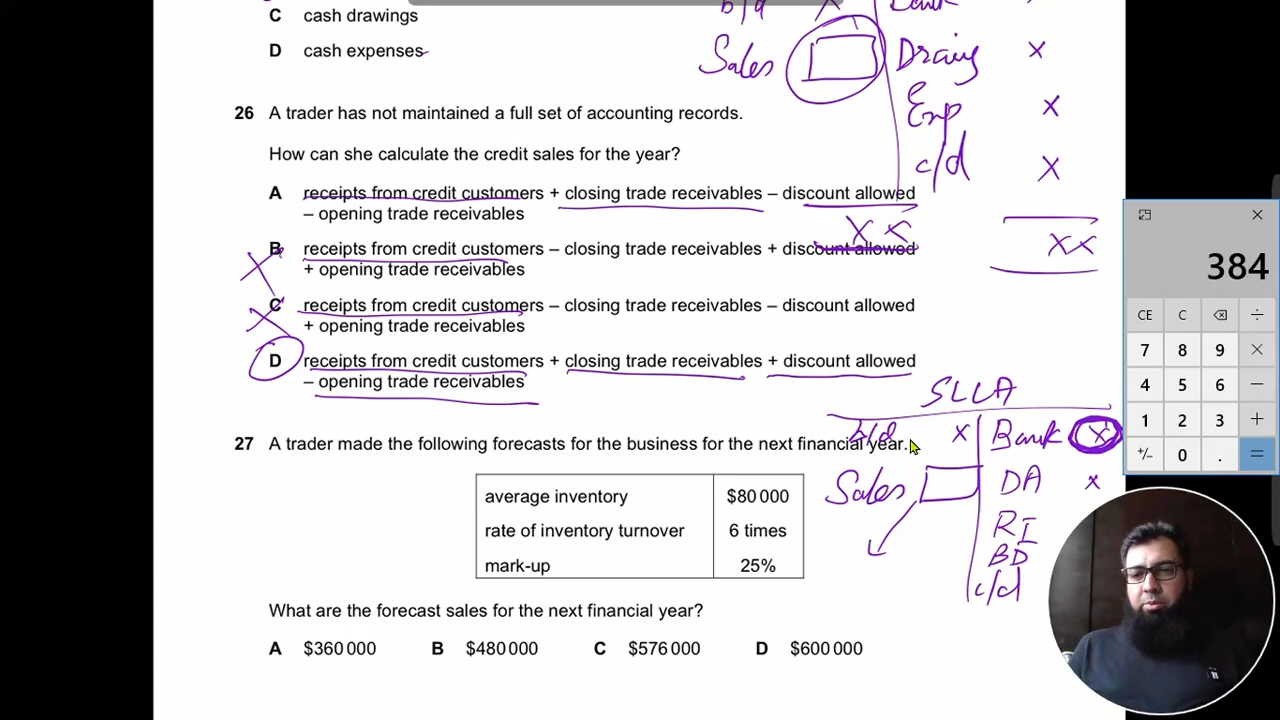 C cash drawings
D cash expenses
b/d
Sales
Draing X
Exp X
c/d X
X X
XX
26 A trader has not maintained a full set of accounting records.
How can she calculate the credit sales for the year?
A receipts from credit customers + closing trade receivables – discount allowed
– opening trade receivables
B receipts from credit customers – closing trade receivables + discount allowed
+ opening trade receivables
C receipts from credit customers – closing trade receivables – discount allowed
+ opening trade receivables
D receipts from credit customers + closing trade receivables + discount allowed
– opening trade receivables
SLCA
b/d x Bank x
Sales DA x
RI
BD
c/d
27 A trader made the following forecasts for the business for the next financial year.
average inventory $80 000
rate of inventory turnover 6 times
mark-up 25%
What are the forecast sales for the next financial year?
A $360 000 B $480 000 C $576 000 D $600 000
384
CE C ÷
7 8 9 ×
4 5 6 −
1 2 3 +
+/- 0 . =